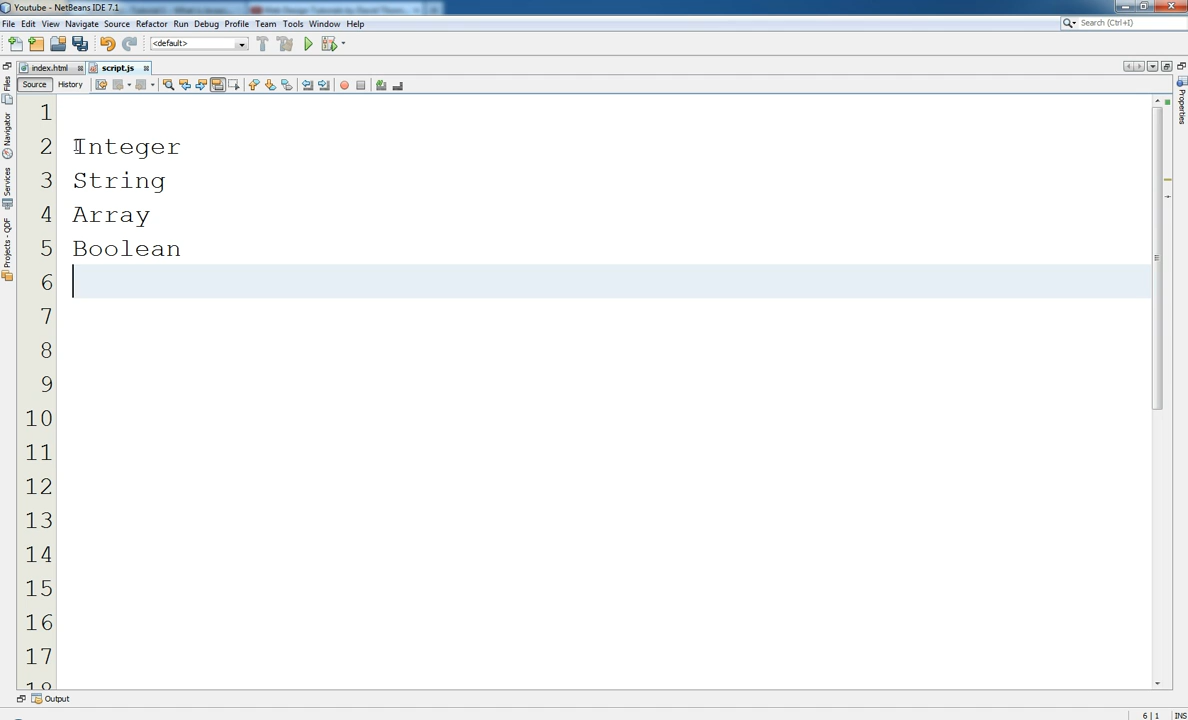 Youtube - NetBeans IDE 7.1
File Edit View Navigate Source Refactor Run Debug Profile Team Tools Window Help
Search (Ctrl+I)
<default>
index.html script.js
Source History
Files
Navigator
Services
Projects - QDF
Properties
1
2 Integer
3 String
4 Array
5 Boolean
6
7
8
9
10
11
12
13
14
15
16
17
18
Output
6 | 1 INS